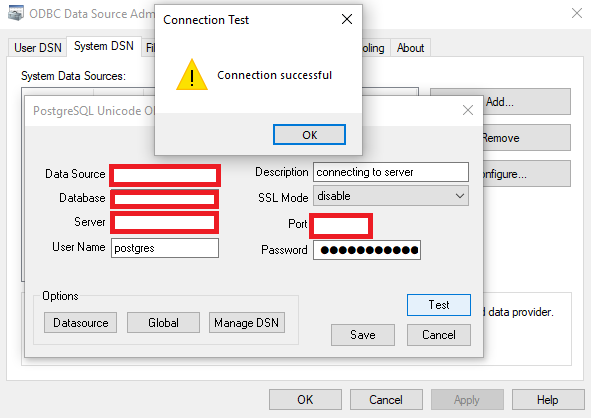 ODBC Data Source Adm
Connection Test
User DSN
System DSN
Fil
oling
About
System Data Sources:
Connection successful
OK
Add...
PostgreSQL Unicode O
Remove
onfigure...
Data Source
Description
connecting to server
Database
SSL Mode
disable
Server
Port
User Name
postgres
Password
●●●●●●●●●●●
Options
Test
d data provider.
Datasource
Global
Manage DSN
Save
Cancel
OK
Cancel
Apply
Help